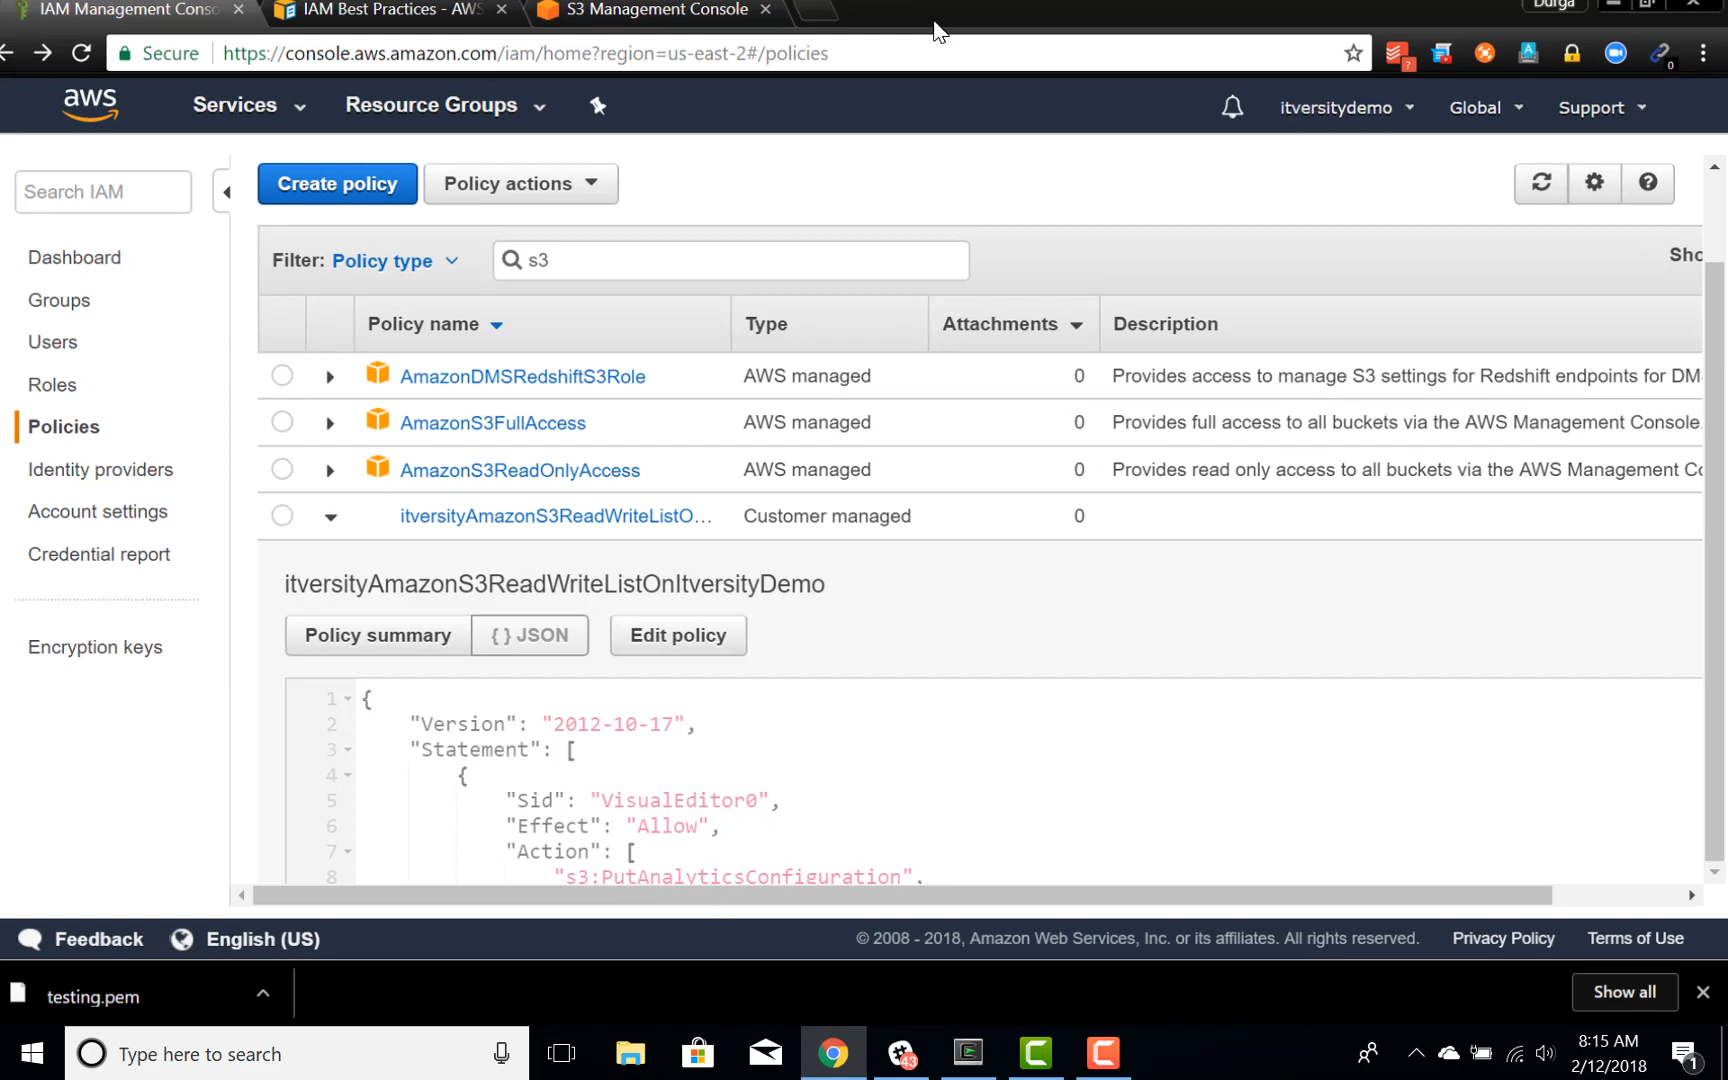 IAM Management Conso
IAM Best Practices - AWS
S3 Management Console
Durga
Secure
https://console.aws.amazon.com/iam/home?region=us-east-2#/policies
?
0
aws
Services
Resource Groups
itversitydemo
Global
Support
Search IAM
Create policy
Policy actions
Dashboard
Groups
Users
Roles
Policies
Identity providers
Account settings
Credential report
Encryption keys
Filter: Policy type
s3
Sho
Policy name
Type
Attachments
Description
AmazonDMSRedshiftS3Role
AWS managed
0
Provides access to manage S3 settings for Redshift endpoints for DM
AmazonS3FullAccess
AWS managed
0
Provides full access to all buckets via the AWS Management Console.
AmazonS3ReadOnlyAccess
AWS managed
0
Provides read only access to all buckets via the AWS Management Co
itversityAmazonS3ReadWriteListO...
Customer managed
0
itversityAmazonS3ReadWriteListOnItversityDemo
Policy summary
{ } JSON
Edit policy
1 {
2 "Version": "2012-10-17",
3 "Statement": [
4 {
5 "Sid": "VisualEditor0",
6 "Effect": "Allow",
7 "Action": [
8 "s3:PutAnalyticsConfiguration",
Feedback
English (US)
© 2008 - 2018, Amazon Web Services, Inc. or its affiliates. All rights reserved.
Privacy Policy
Terms of Use
testing.pem
Show all
Type here to search
43
8:15 AM
2/12/2018
1